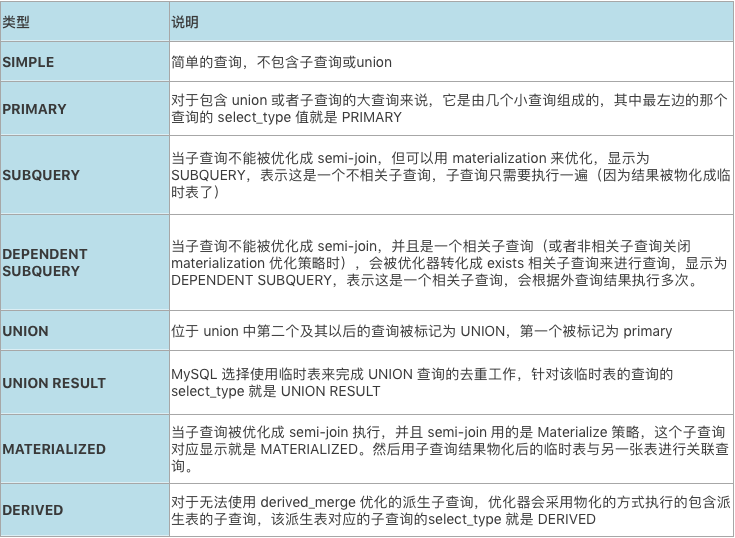 类型
说明
SIMPLE
简单的查询，不包含子查询或union
PRIMARY
对于包含 union 或者子查询的大查询来说，它是由几个小查询组成的，其中最左边的那个
查询的 select_type 值就是 PRIMARY
SUBQUERY
当子查询不能被优化成 semi-join，但可以用 materialization 来优化，显示为
SUBQUERY，表示这是一个不相关子查询，子查询只需要执行一遍（因为结果被物化成临
时表了）
DEPENDENT
SUBQUERY
当子查询不能被优化成 semi-join，并且是一个相关子查询（或者非相关子查询关闭
materialization 优化策略时），会被优化器转化成 exists 相关子查询来进行查询，显示为
DEPENDENT SUBQUERY，表示这是一个相关子查询，会根据外查询结果执行多次。
UNION
位于 union 中第二个及其以后的查询被标记为 UNION，第一个被标记为 primary
UNION RESULT
MySQL 选择使用临时表来完成 UNION 查询的去重工作，针对该临时表的查询的
select_type 就是 UNION RESULT
MATERIALIZED
当子查询被优化成 semi-join 执行，并且 semi-join 用的是 Materialize 策略，这个子查询
对应显示就是 MATERIALIZED。然后用子查询结果物化后的临时表与另一张表进行关联查
询。
DERIVED
对于无法使用 derived_merge 优化的派生子查询，优化器会采用物化的方式执行的包含派
生表的子查询，该派生表对应的子查询的select_type 就是 DERIVED